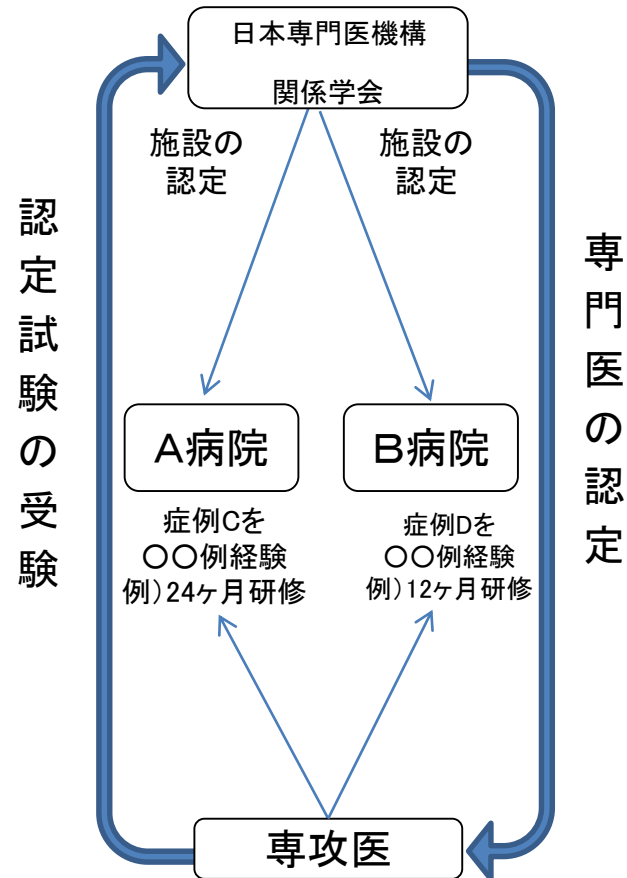 日本専門医機構
関係学会
施設の
認定
施設の
認定
認定試験の受験
専門医の認定
A病院
B病院
症例Cを
〇〇例経験
例)24ヶ月研修
症例Dを
〇〇例経験
例)12ヶ月研修
専攻医